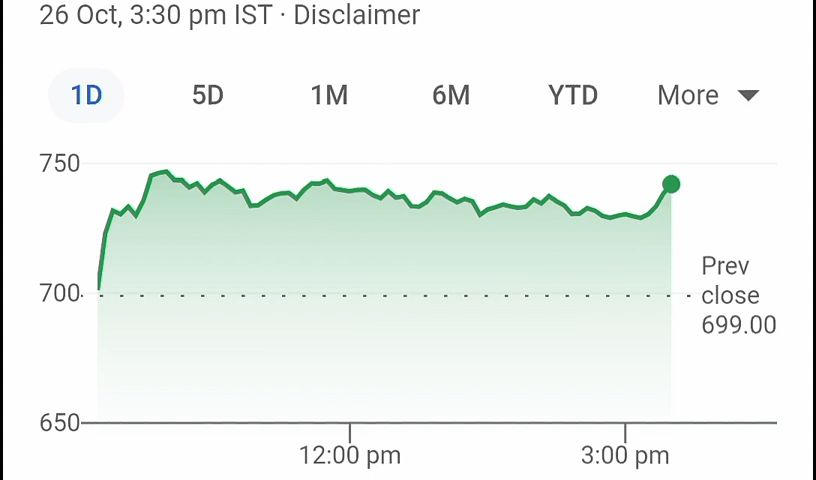 26 Oct, 3:30 pm IST · Disclaimer
1D 5D 1M 6M YTD More
750
700
650
Prev
close
699.00
12:00 pm 3:00 pm